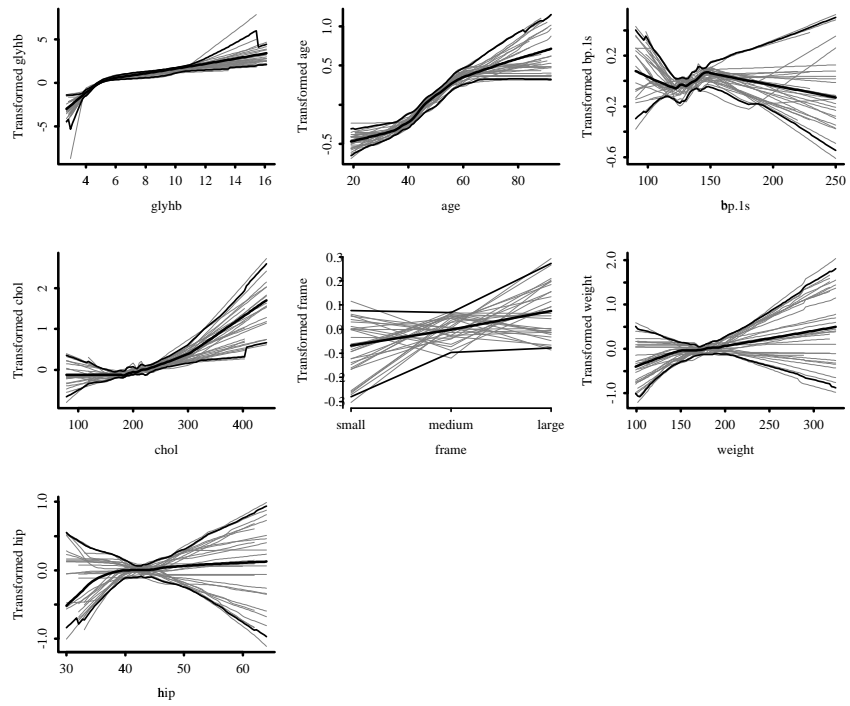 Transformed glyhb
5
0
-5
4 6 8 10 12 14 16
glyhb
Transformed age
1.0
0.5
-0.5
20 40 60 80
age
Transformed bp.1s
0.2
-0.2
-0.6
100 150 200 250
bp.1s
Transformed chol
2
1
0
100 200 300 400
chol
Transformed frame
0.3
0.2
0.1
0.0
-0.1
-0.2
-0.3
small medium large
frame
Transformed weight
2.0
1.0
0.0
-1.0
100 150 200 250 300
weight
Transformed hip
1.0
0.0
-1.0
30 40 50 60
hip